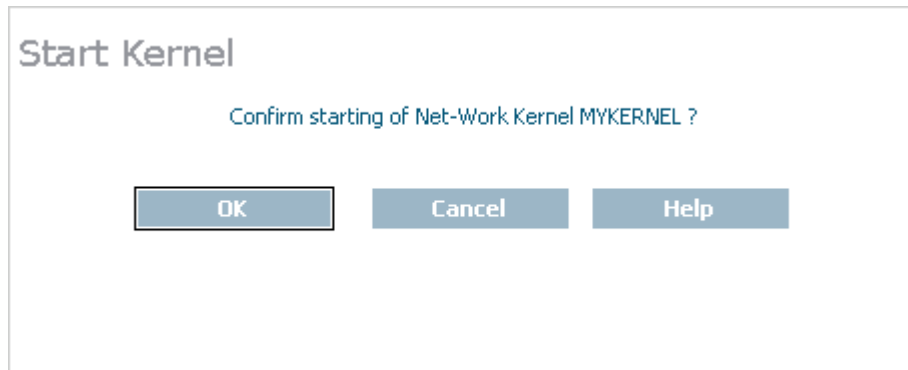 Start Kernel
Confirm starting of Net-Work Kernel MYKERNEL ?
OK Cancel Help